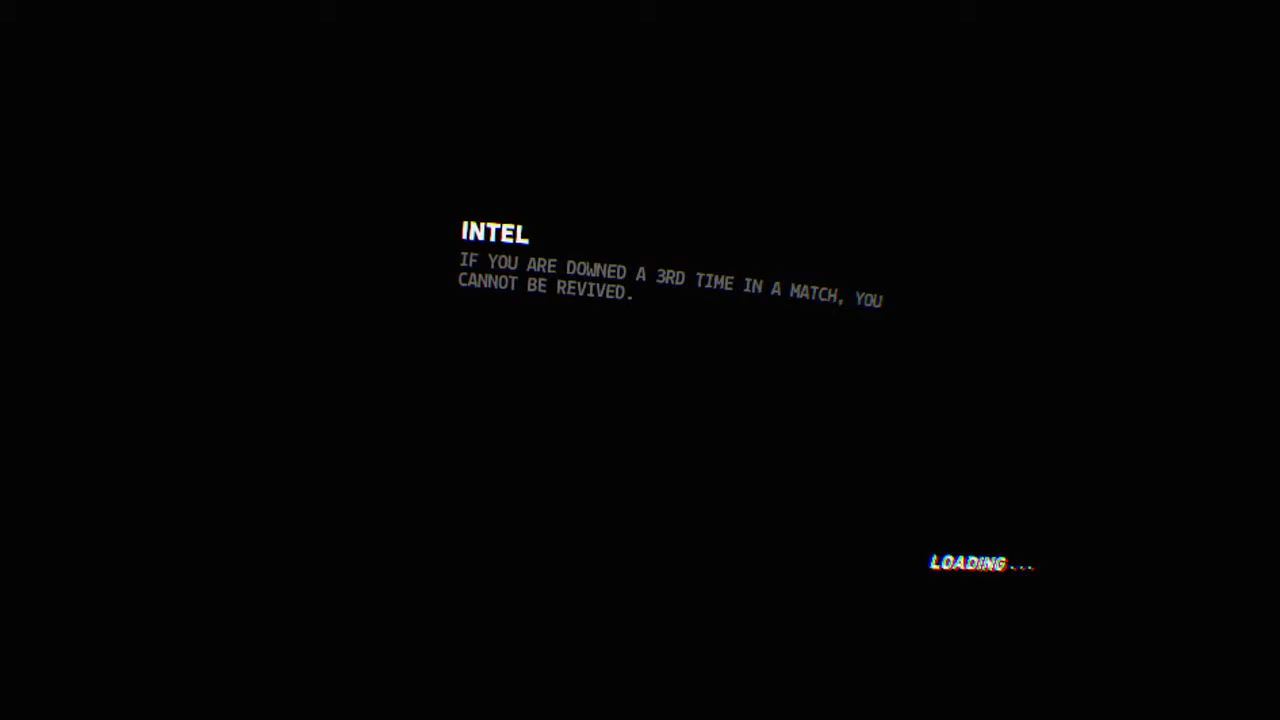 INTEL
IF YOU ARE DOWNED A 3RD TIME IN A MATCH, YOU
CANNOT BE REVIVED.
LOADING...